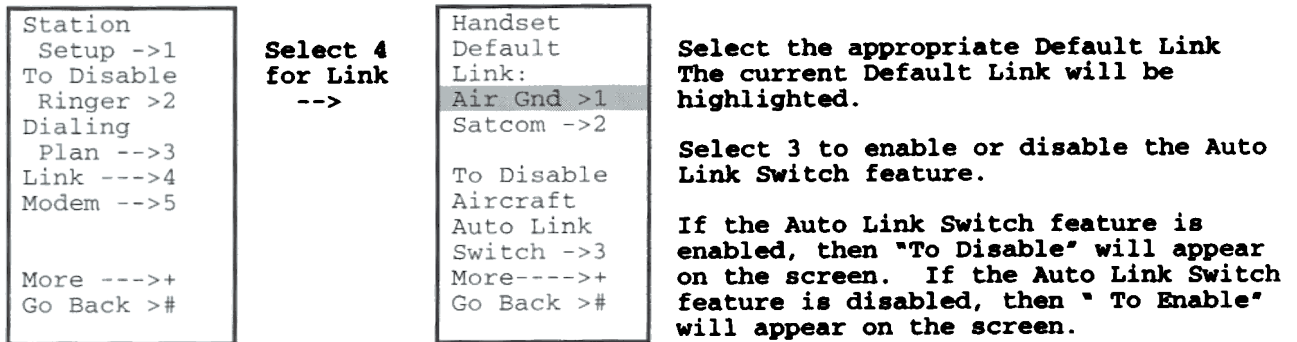 Station
Setup ->1
To Disable
Ringer >2
Dialing
Plan -->3
Link --->4
Modem -->5
More --->+
Go Back >#
Select 4
for Link
-->
Handset
Default
Link:
Air Gnd >1
Satcom ->2
To Disable
Aircraft
Auto Link
Switch ->3
More---->+
Go Back >#
Select the appropriate Default Link
The current Default Link will be
highlighted.
Select 3 to enable or disable the Auto
Link Switch feature.
If the Auto Link Switch feature is
enabled, then "To Disable" will appear
on the screen.  If the Auto Link Switch
feature is disabled, then " To Enable"
will appear on the screen.